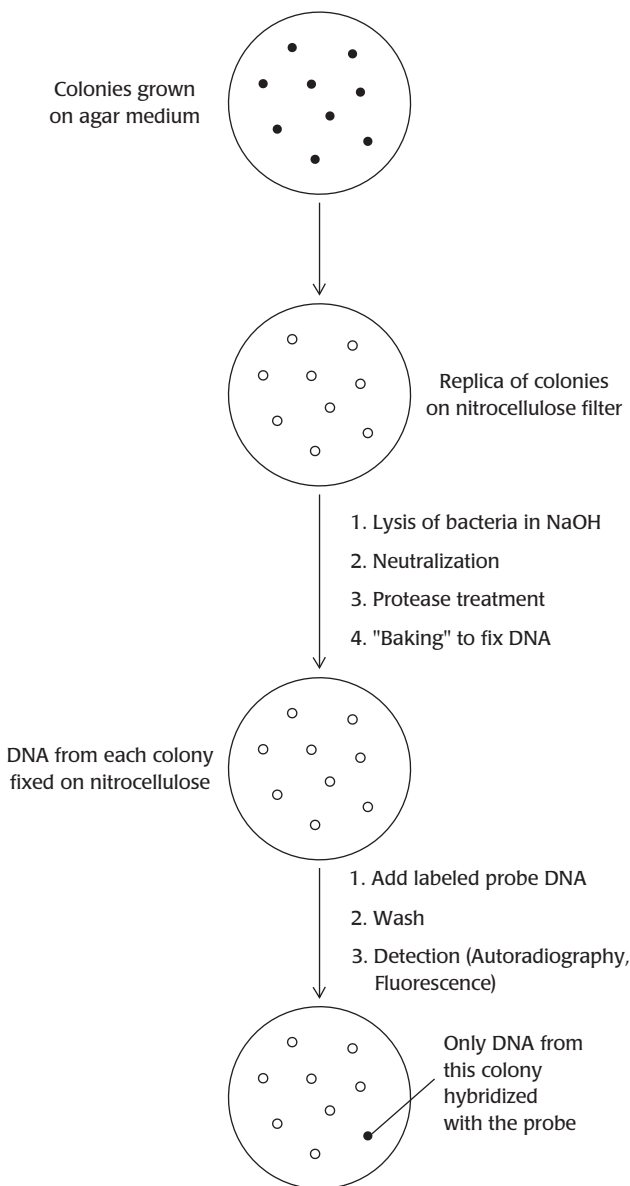 Colonies grown
on agar medium
Replica of colonies
on nitrocellulose filter
1. Lysis of bacteria in NaOH
2. Neutralization
3. Protease treatment
4. "Baking" to fix DNA
DNA from each colony
fixed on nitrocellulose
1. Add labeled probe DNA
2. Wash
3. Detection (Autoradiography,
Fluorescence)
Only DNA from
this colony
hybridized
with the probe